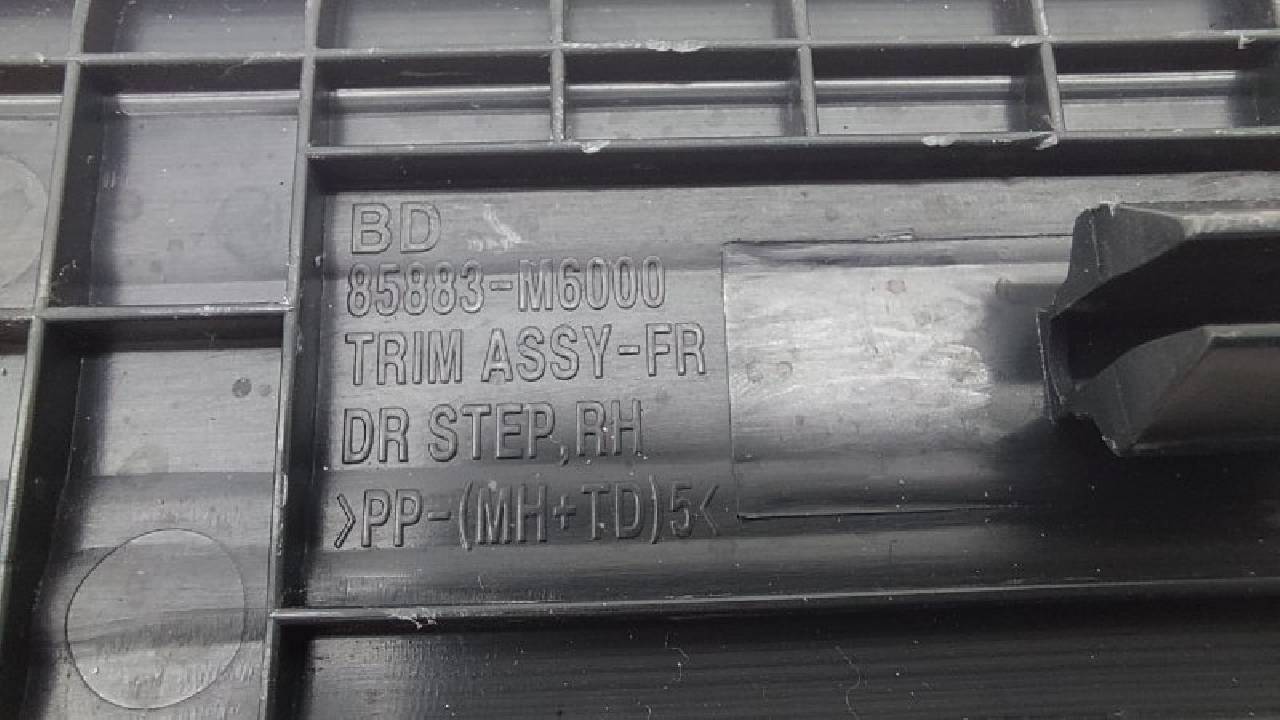 BD
85883-M6000
TRIM ASSY-FR
DR STEP,RH
>PP-(MH+TD)5<